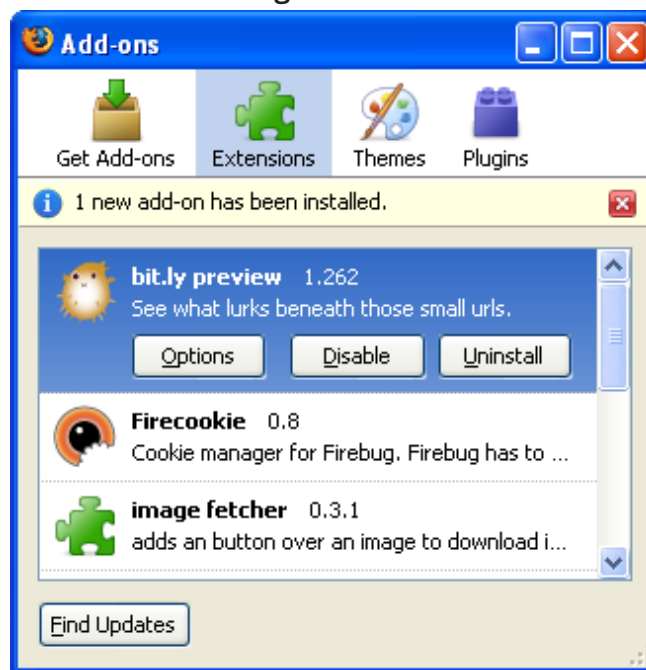 Add-ons
Get Add-ons Extensions Themes Plugins
1 new add-on has been installed.
bit.ly preview 1.262
See what lurks beneath those small urls.
Options Disable Uninstall
Firecookie 0.8
Cookie manager for Firebug. Firebug has to ...
image fetcher 0.3.1
adds an button over an image to download i...
Find Updates